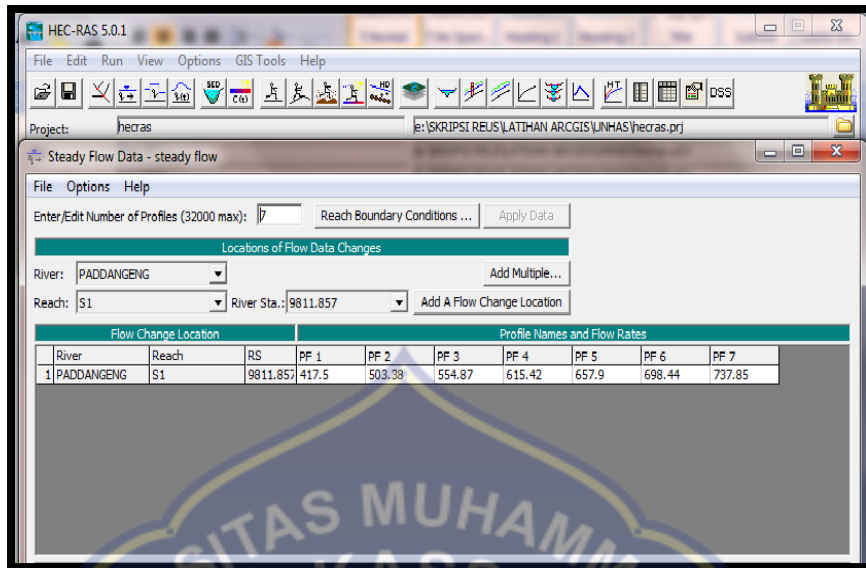 HEC-RAS 5.0.1
File Edit Run View Options GIS Tools Help
SED HD HT DSS
Project: hecras e:\SKRIPSI REUS\LATIHAN ARCGIS\UNHAS\hecras.prj
Steady Flow Data - steady flow
File Options Help
Enter/Edit Number of Profiles (32000 max): 7 Reach Boundary Conditions ... Apply Data
Locations of Flow Data Changes
River: PADDANGENG Add Multiple...
Reach: S1 River Sta.: 9811.857 Add A Flow Change Location
Flow Change Location Profile Names and Flow Rates
River Reach RS PF 1 PF 2 PF 3 PF 4 PF 5 PF 6 PF 7
1 PADDANGENG S1 9811.857 417.5 503.38 554.87 615.42 657.9 698.44 737.85
SITAS MUHAMM